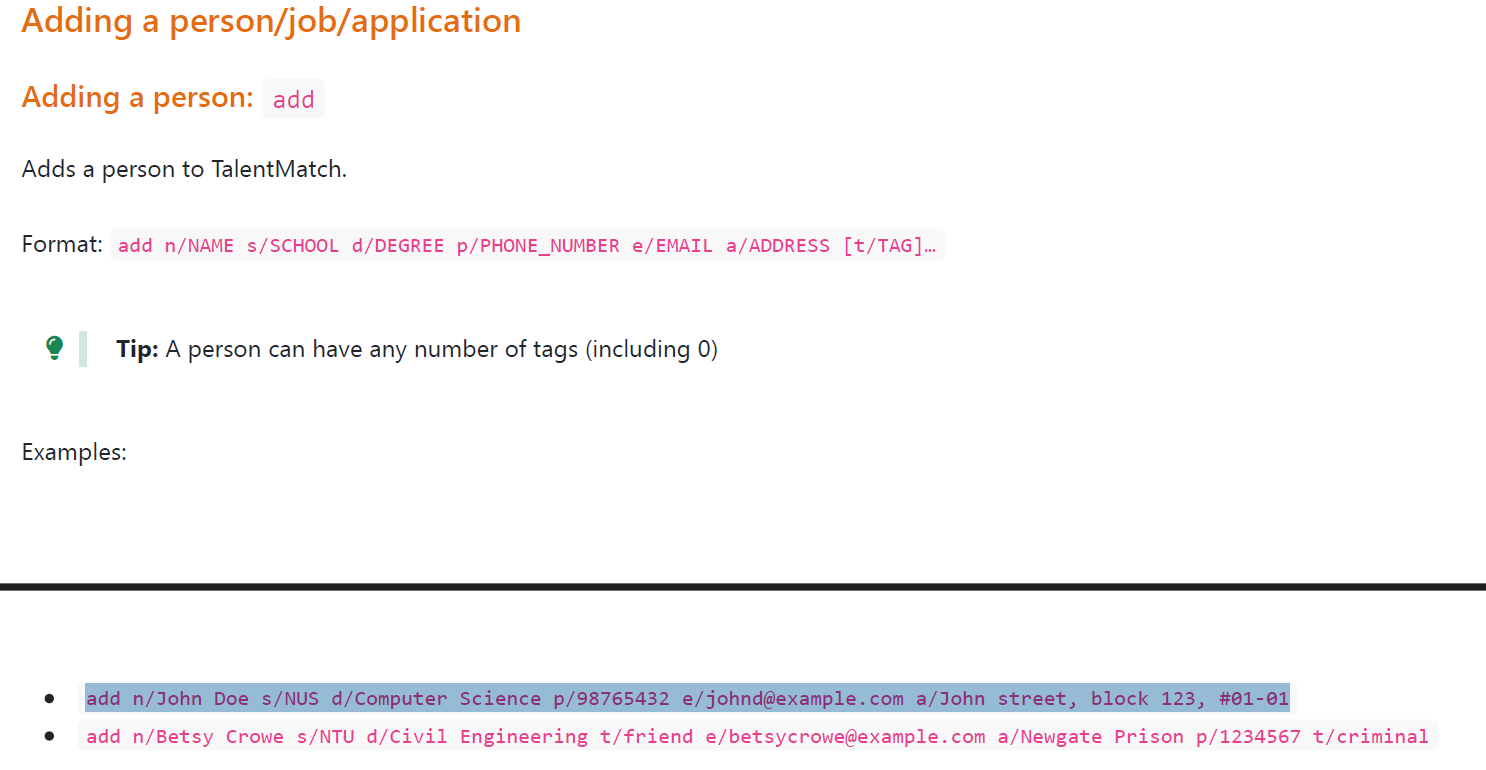 Adding a person/job/application
Adding a person: add
Adds a person to TalentMatch.
Format: add n/NAME s/SCHOOL d/DEGREE p/PHONE_NUMBER e/EMAIL a/ADDRESS [t/TAG]…
Tip: A person can have any number of tags (including 0)
Examples:
add n/John Doe s/NUS d/Computer Science p/98765432 e/johnd@example.com a/John street, block 123, #01-01
add n/Betsy Crowe s/NTU d/Civil Engineering t/friend e/betsycrowe@example.com a/Newgate Prison p/1234567 t/criminal